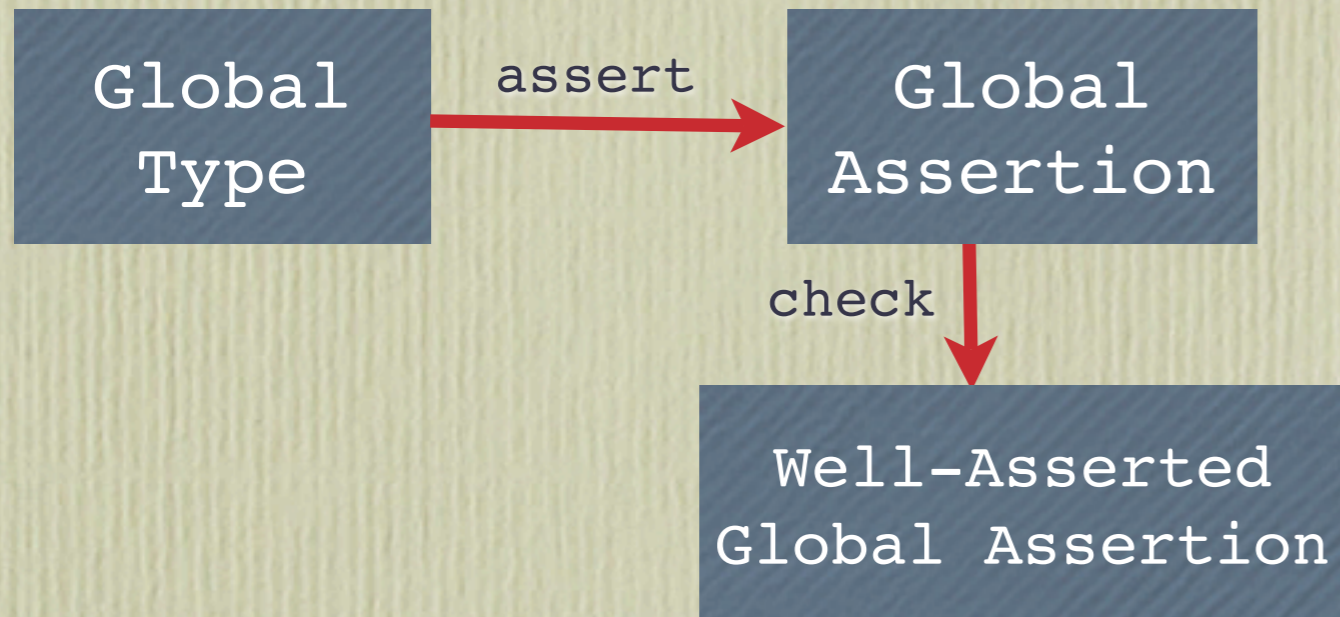 Global
Type
assert
Global
Assertion
check
Well-Asserted
Global Assertion